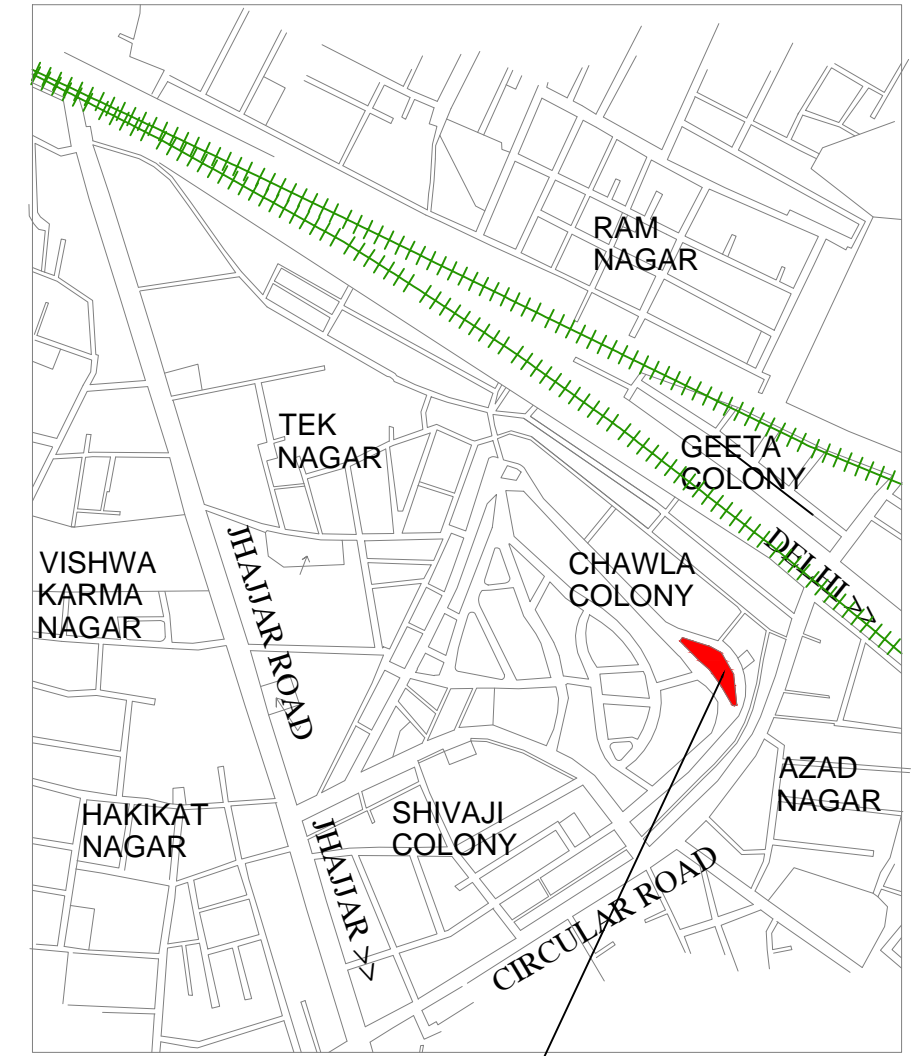 RAM
NAGAR
TEK
NAGAR
GEETA
COLONY
DELHI >>
VISHWA
KARMA
NAGAR
JHAJJAR ROAD
CHAWLA
COLONY
AZAD
NAGAR
HAKIKAT
NAGAR
JHAJJAR >>
SHIVAJI
COLONY
CIRCULAR ROAD